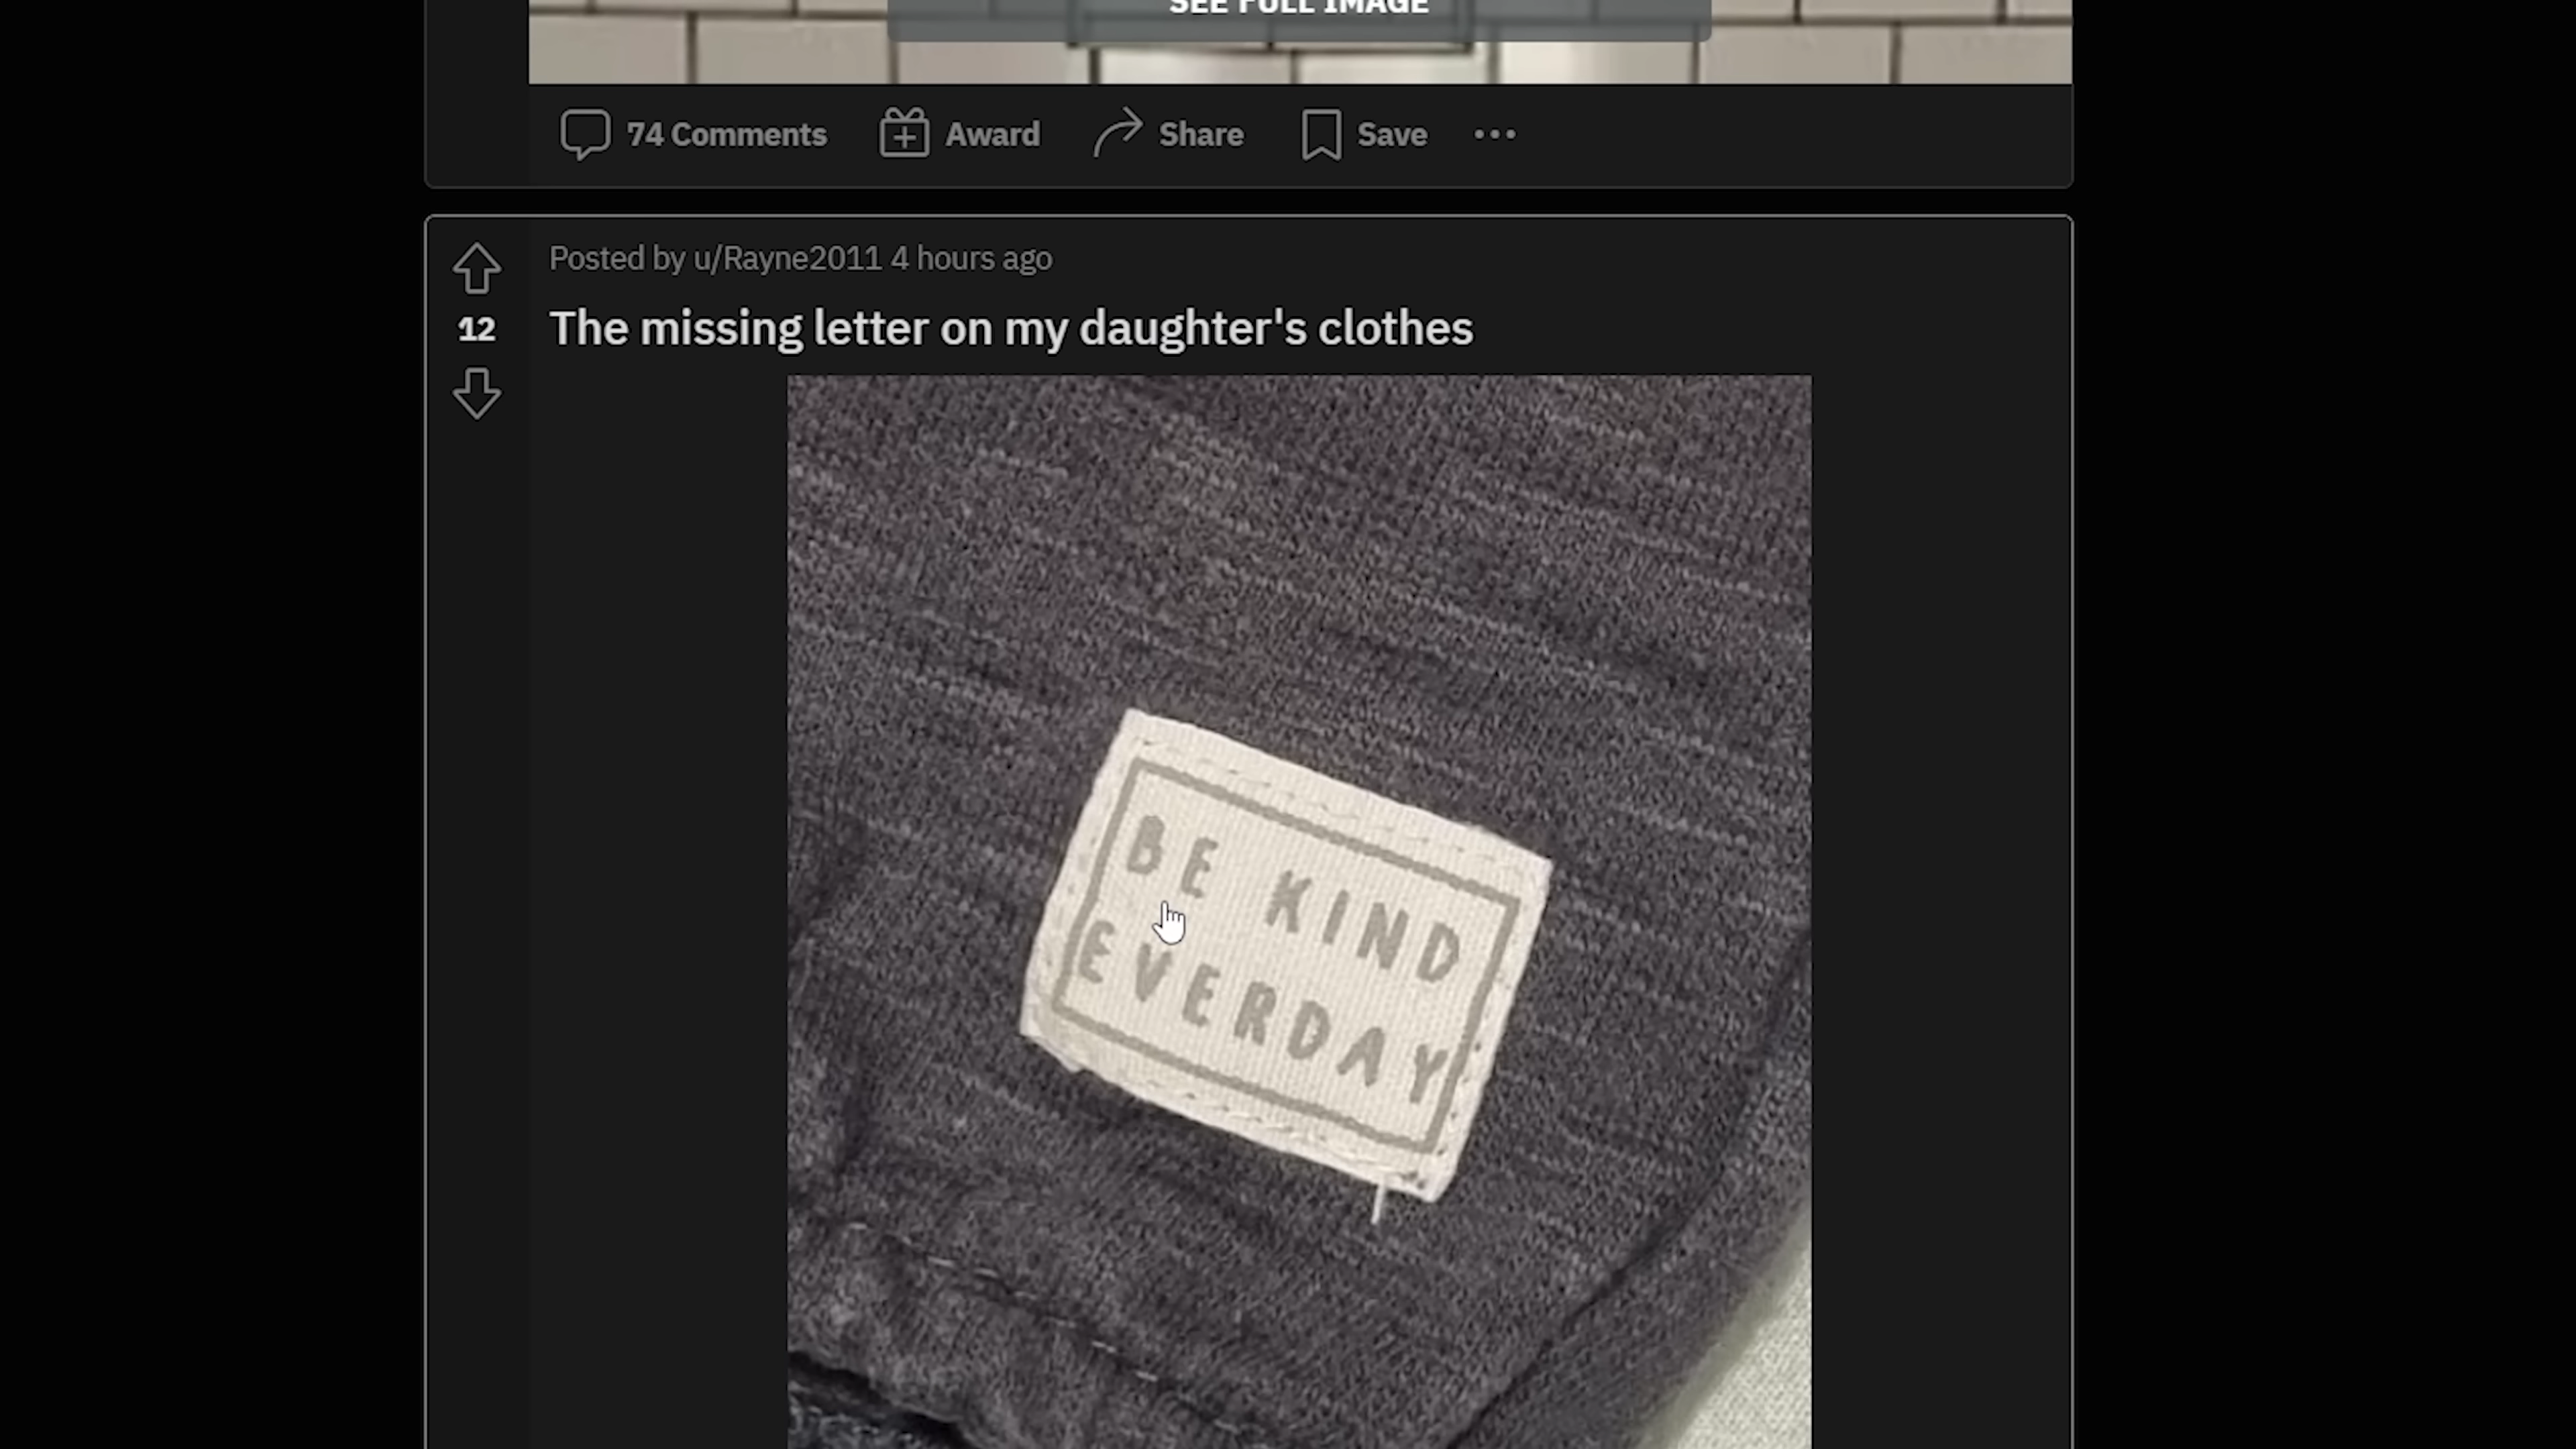 SEE FULL IMAGE
74 Comments Award Share Save
Posted by u/Rayne2011 4 hours ago
12
The missing letter on my daughter's clothes
BE KIND
EVERDAY